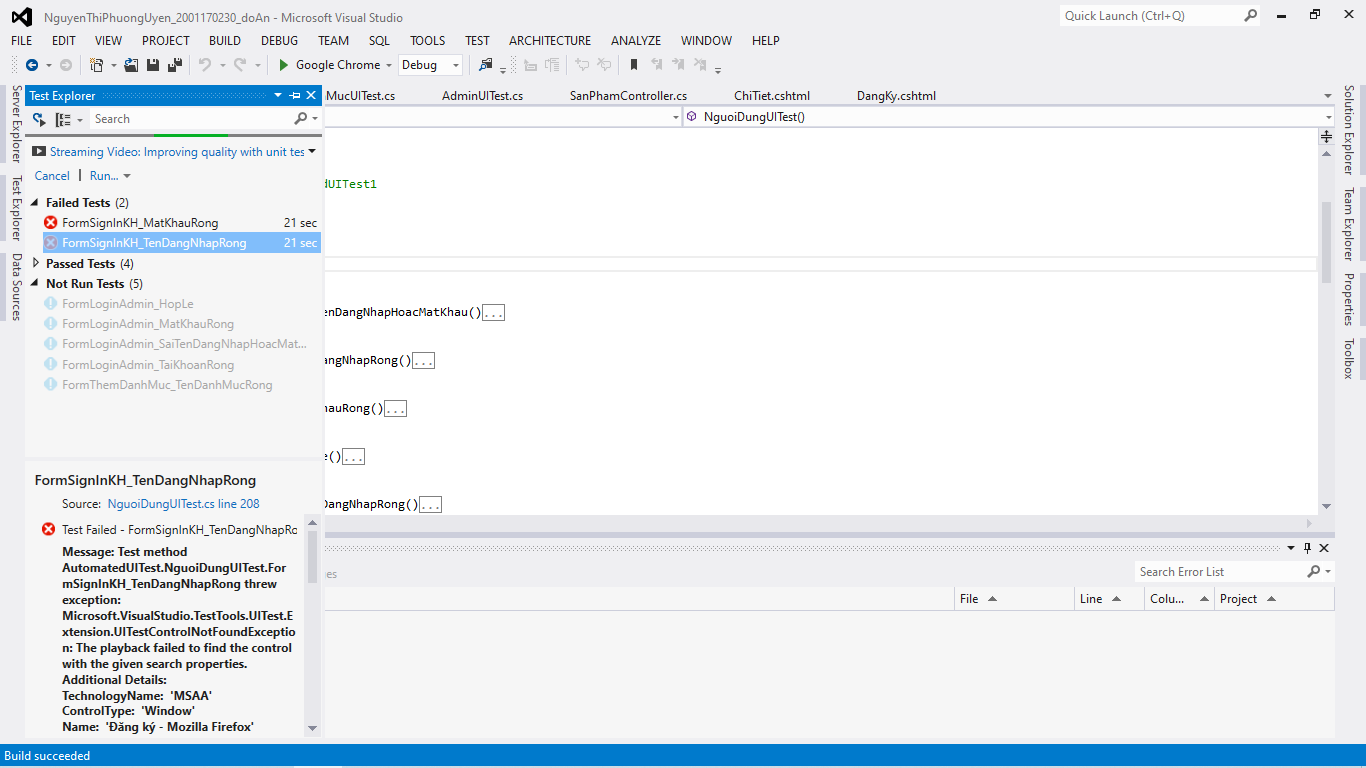 NguyenThiPhuongUyen_2001170230_doAn - Microsoft Visual Studio
Quick Launch (Ctrl+Q)
FILE EDIT VIEW PROJECT BUILD DEBUG TEAM SQL TOOLS TEST ARCHITECTURE ANALYZE WINDOW HELP
Google Chrome Debug
Server Explorer
Test Explorer
Data Sources
Test Explorer
Search
Streaming Video: Improving quality with unit tes
Cancel Run...
Failed Tests (2)
FormSignInKH_MatKhauRong 21 sec
FormSignInKH_TenDangNhapRong 21 sec
Passed Tests (4)
Not Run Tests (5)
FormLoginAdmin_HopLe
FormLoginAdmin_MatKhauRong
FormLoginAdmin_SaiTenDangNhapHoacMat...
FormLoginAdmin_TaiKhoanRong
FormThemDanhMuc_TenDanhMucRong
FormSignInKH_TenDangNhapRong
Source: NguoiDungUITest.cs line 208
Test Failed - FormSignInKH_TenDangNhapRo
Message: Test method
AutomatedUITest.NguoiDungUITest.For
mSignInKH_TenDangNhapRong threw
exception:
Microsoft.VisualStudio.TestTools.UITest.E
xtension.UITestControlNotFoundExceptio
n: The playback failed to find the control
with the given search properties.
Additional Details:
TechnologyName: 'MSAA'
ControlType: 'Window'
Name: 'Đăng ký - Mozilla Firefox'
MucUITest.cs AdminUITest.cs SanPhamController.cs ChiTiet.cshtml DangKy.cshtml
NguoiDungUITest()
dUITest1
enDangNhapHoacMatKhau()...
angNhapRong()...
hauRong()...
e()...
DangNhapRong()...
es
Search Error List
File Line Colu... Project
Solution Explorer
Team Explorer
Properties
Toolbox
Build succeeded